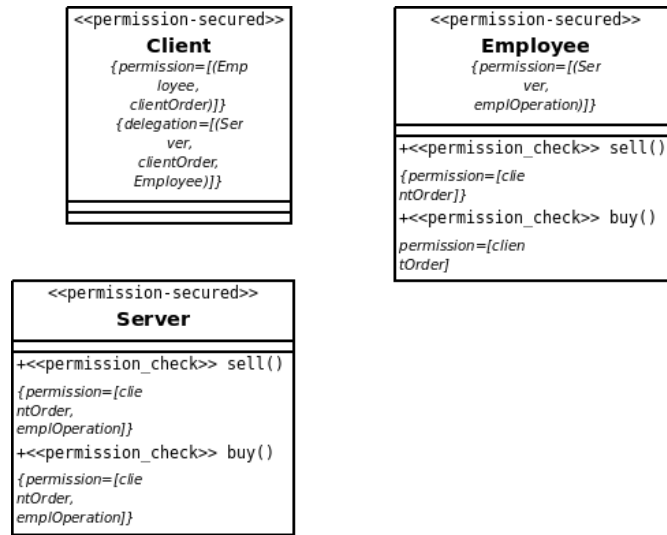 <<permission-secured>>
Client
{permission=[(Emp
loyee,
clientOrder)]}
{delegation=[(Ser
ver,
clientOrder,
Employee)]}
<<permission-secured>>
Employee
{permission=[(Ser
ver,
emplOperation)]}
+<<permission_check>> sell()
{permission=[clie
ntOrder]}
+<<permission_check>> buy()
permission=[clien
tOrder]
<<permission-secured>>
Server
+<<permission_check>> sell()
{permission=[clie
ntOrder,
emplOperation]}
+<<permission_check>> buy()
{permission=[clie
ntOrder,
emplOperation]}